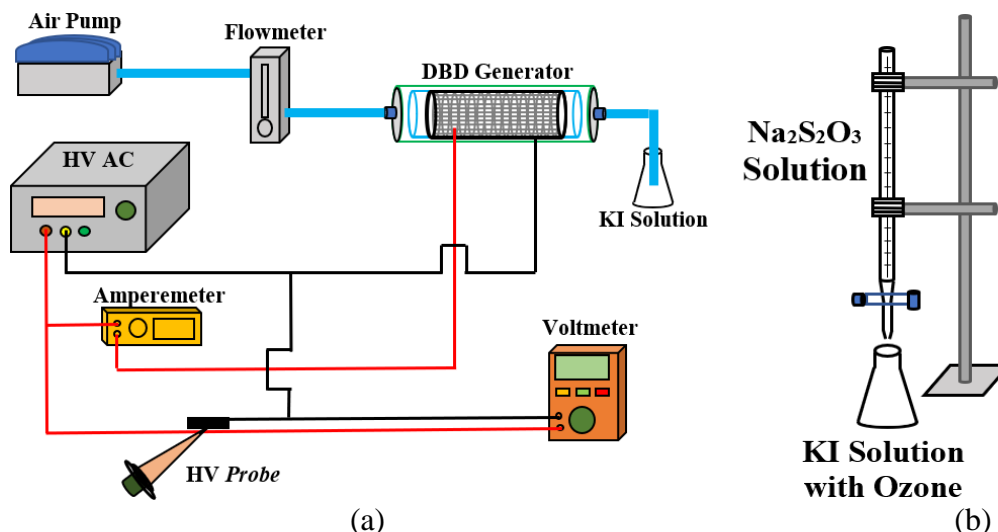 Air Pump
Flowmeter
DBD Generator
HV AC
KI Solution
Amperemeter
Voltmeter
HV Probe
(a)
Na₂S₂O₃
Solution
KI Solution
with Ozone
(b)